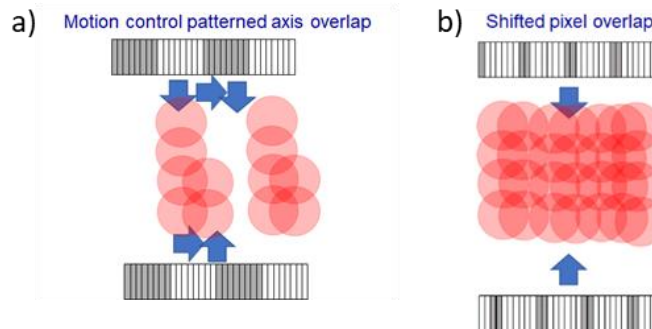 a) Motion control patterned axis overlap
b) Shifted pixel overlap